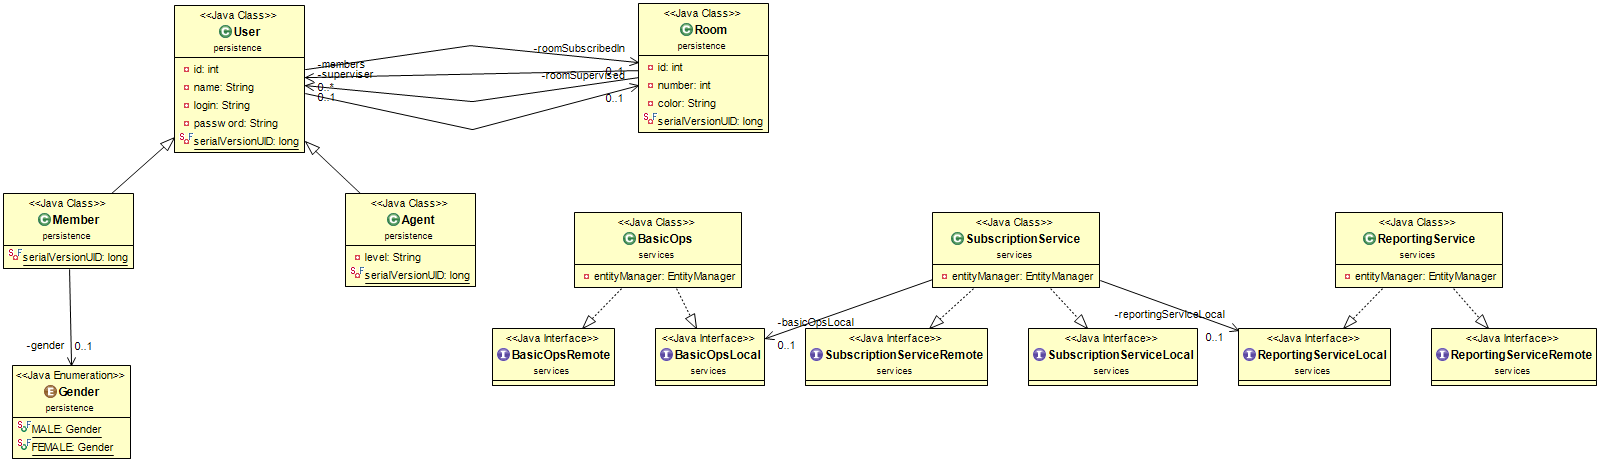 <<Java Class>>
User
persistence
id: int
name: String
login: String
password: String
serialVersionUID: long
-roomSubscribedIn
0..1
-members
0..*
-superviser
0..1
-roomSupervised
0..1
<<Java Class>>
Room
persistence
id: int
number: int
color: String
serialVersionUID: long
<<Java Class>>
Member
persistence
serialVersionUID: long
<<Java Class>>
Agent
persistence
level: String
serialVersionUID: long
-gender
0..1
<<Java Enumeration>>
Gender
persistence
MALE: Gender
FEMALE: Gender
<<Java Class>>
BasicOps
services
entityManager: EntityManager
<<Java Class>>
SubscriptionService
services
entityManager: EntityManager
<<Java Class>>
ReportingService
services
entityManager: EntityManager
-basicOpsLocal
0..1
-reportingServiceLocal
0..1
<<Java Interface>>
BasicOpsRemote
services
<<Java Interface>>
BasicOpsLocal
services
<<Java Interface>>
SubscriptionServiceRemote
services
<<Java Interface>>
SubscriptionServiceLocal
services
<<Java Interface>>
ReportingServiceLocal
services
<<Java Interface>>
ReportingServiceRemote
services